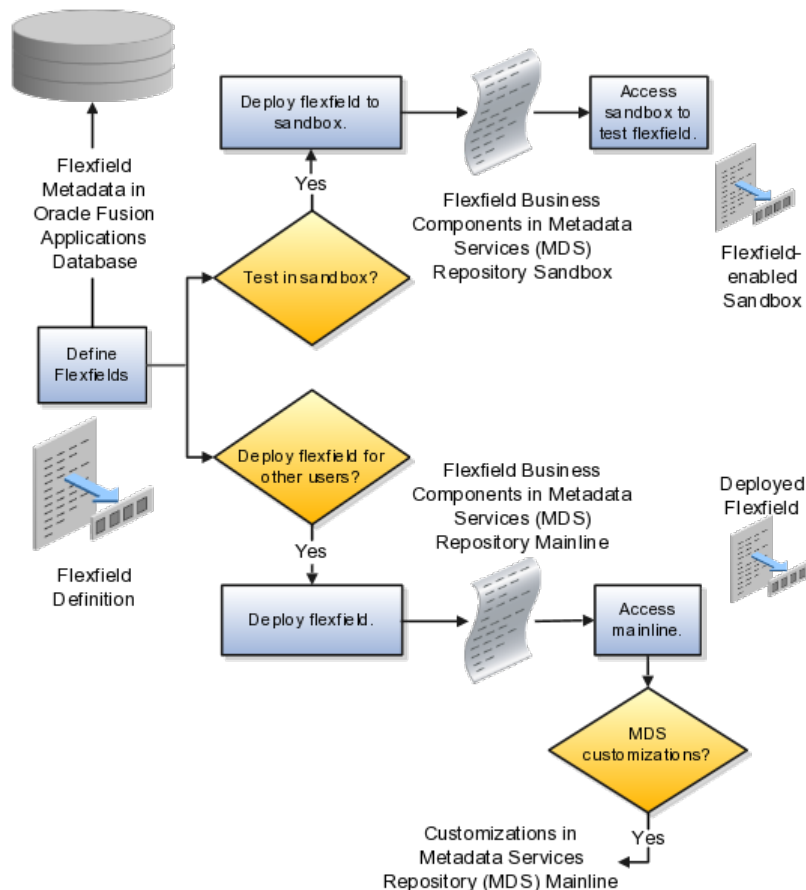 Deploy flexfield to
sandbox.
Access
sandbox to
test flexfield.
Flexfield
Metadata in
Oracle Fusion
Applications
Database
Yes
Flexfield Business
Components in Metadata
Services (MDS)
Repository Sandbox
Flexfield-
enabled
Sandbox
Test in sandbox?
Define
Flexfields
Deploy flexfield for
other users?
Flexfield Business
Components in Metadata
Services (MDS)
Repository Mainline
Deployed
Flexfield
Yes
Flexfield
Definition
Deploy flexfield.
Access
mainline.
MDS
customizations?
Yes
Customizations in
Metadata Services
Repository (MDS) Mainline